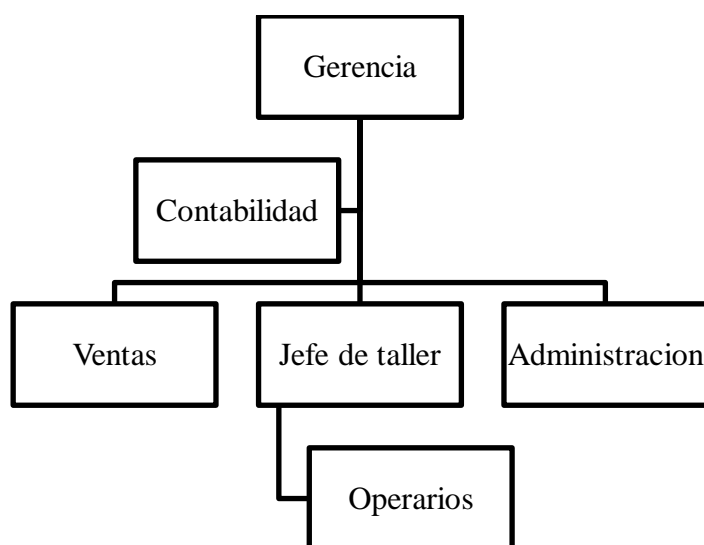 Gerencia
Contabilidad
Ventas
Jefe de taller
Administracion
Operarios